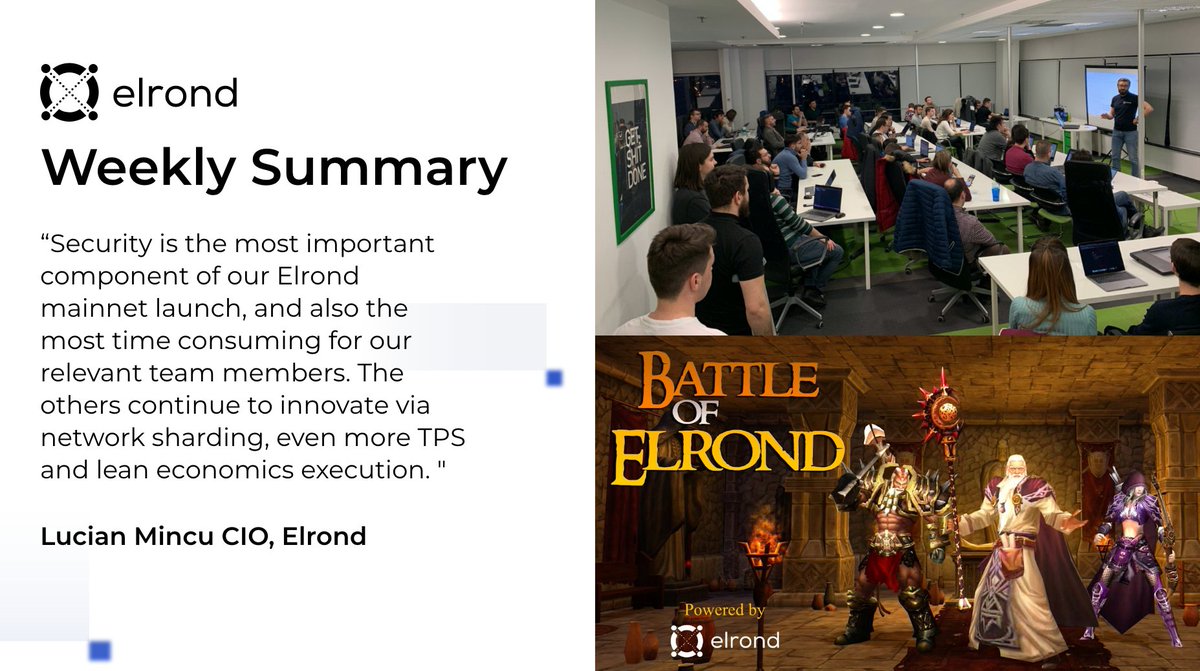 elrond
Weekly Summary
“Security is the most important
component of our Elrond
mainnet launch, and also the
most time consuming for our
relevant team members. The
others continue to innovate via
network sharding, even more TPS
and lean economics execution. "
Lucian Mincu CIO, Elrond
GET
SHIT
DONE
BATTLE
OF
ELROND
Powered by
elrond